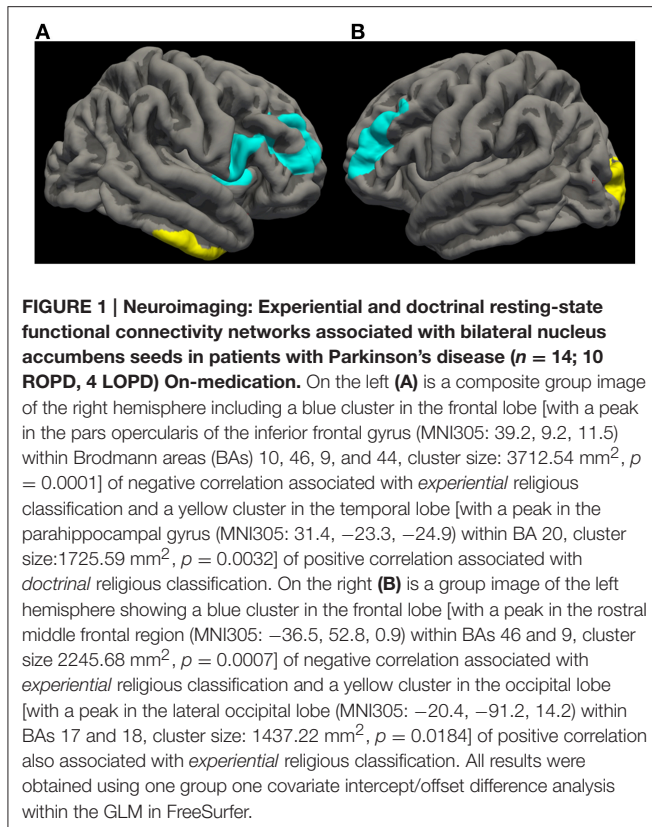 A B
FIGURE 1 | Neuroimaging: Experiential and doctrinal resting-state
functional connectivity networks associated with bilateral nucleus
accumbens seeds in patients with Parkinson’s disease (n = 14; 10
ROPD, 4 LOPD) On-medication. On the left (A) is a composite group image
of the right hemisphere including a blue cluster in the frontal lobe [with a peak
in the pars opercularis of the inferior frontal gyrus (MNI305: 39.2, 9.2, 11.5)
within Brodmann areas (BAs) 10, 46, 9, and 44, cluster size: 3712.54 mm², p
= 0.0001] of negative correlation associated with experiential religious
classification and a yellow cluster in the temporal lobe [with a peak in the
parahippocampal gyrus (MNI305: 31.4, −23.3, −24.9) within BA 20, cluster
size:1725.59 mm², p = 0.0032] of positive correlation associated with
doctrinal religious classification. On the right (B) is a group image of the left
hemisphere showing a blue cluster in the frontal lobe [with a peak in the rostral
middle frontal region (MNI305: −36.5, 52.8, 0.9) within BAs 46 and 9, cluster
size 2245.68 mm², p = 0.0007] of negative correlation associated with
experiential religious classification and a yellow cluster in the occipital lobe
[with a peak in the lateral occipital lobe (MNI305: −20.4, −91.2, 14.2) within
BAs 17 and 18, cluster size: 1437.22 mm², p = 0.0184] of positive correlation
also associated with experiential religious classification. All results were
obtained using one group one covariate intercept/offset difference analysis
within the GLM in FreeSurfer.